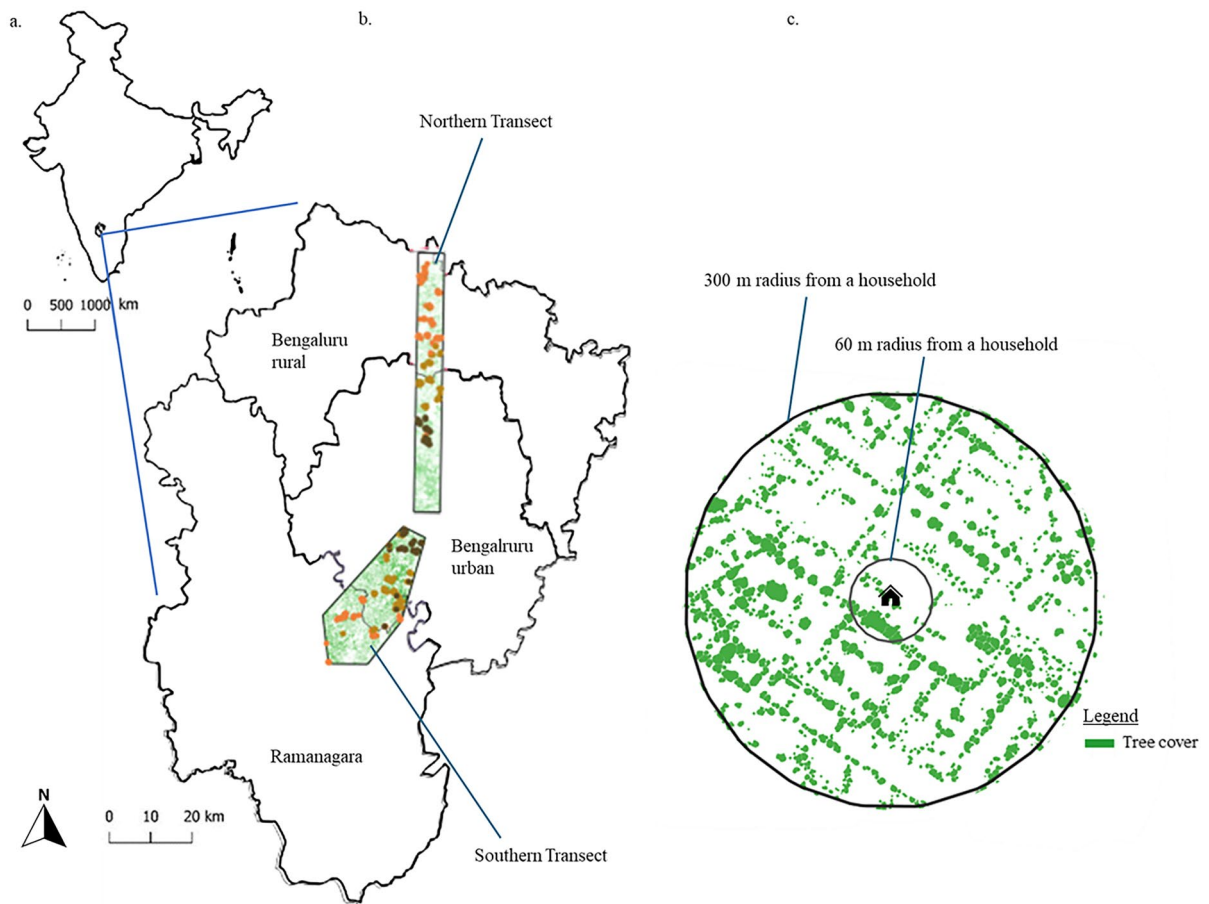 a.
b.
c.
Northern Transect
0 500 1000 km
300 m radius from a household
60 m radius from a household
Bengaluru
rural
Bengalruru
urban
Legend
Tree cover
Ramanagara
N
0 10 20 km
Southern Transect